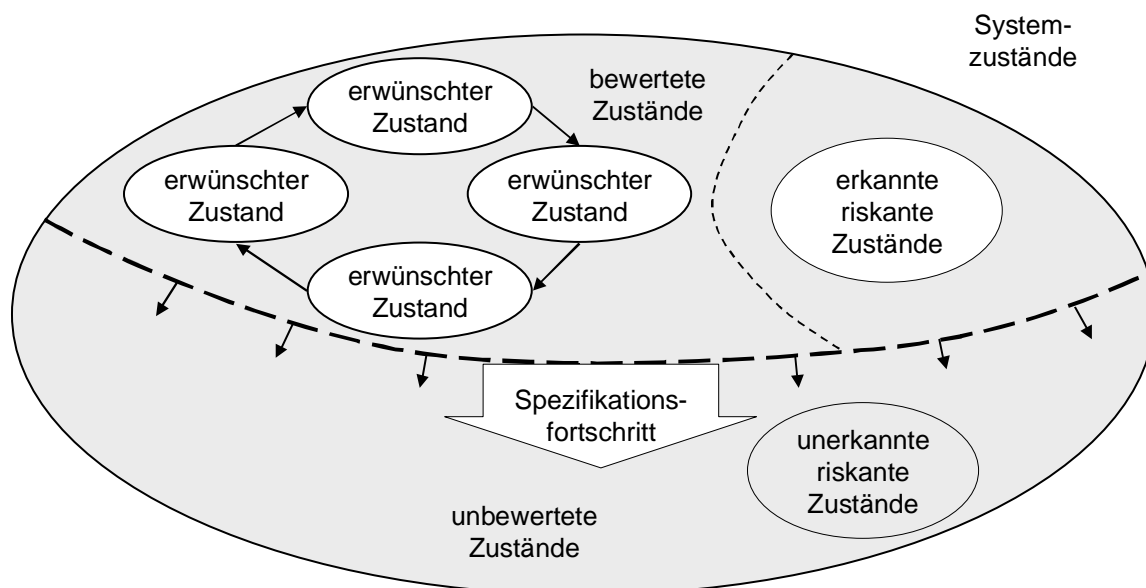 System-
zustände
bewertete
Zustände
erwünschter
Zustand
erwünschter
Zustand
erwünschter
Zustand
erkannte
riskante
Zustände
erwünschter
Zustand
Spezifikations-
fortschritt
unerkannte
riskante
Zustände
unbewertete
Zustände